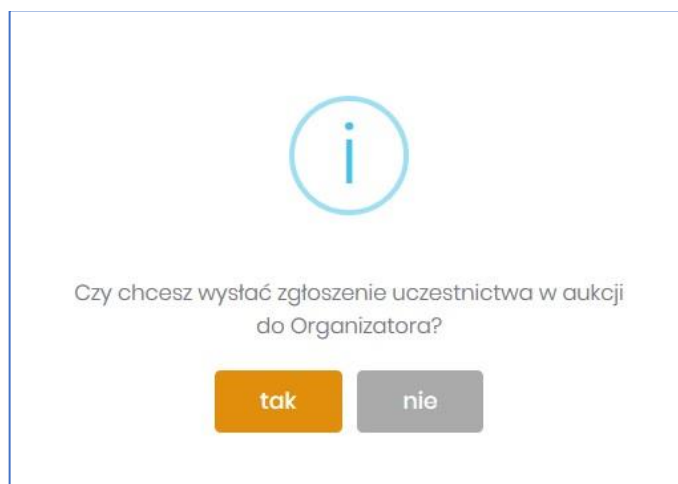 i
Czy chcesz wysłać zgłoszenie uczestnictwa w aukcji
do Organizatora?
tak nie